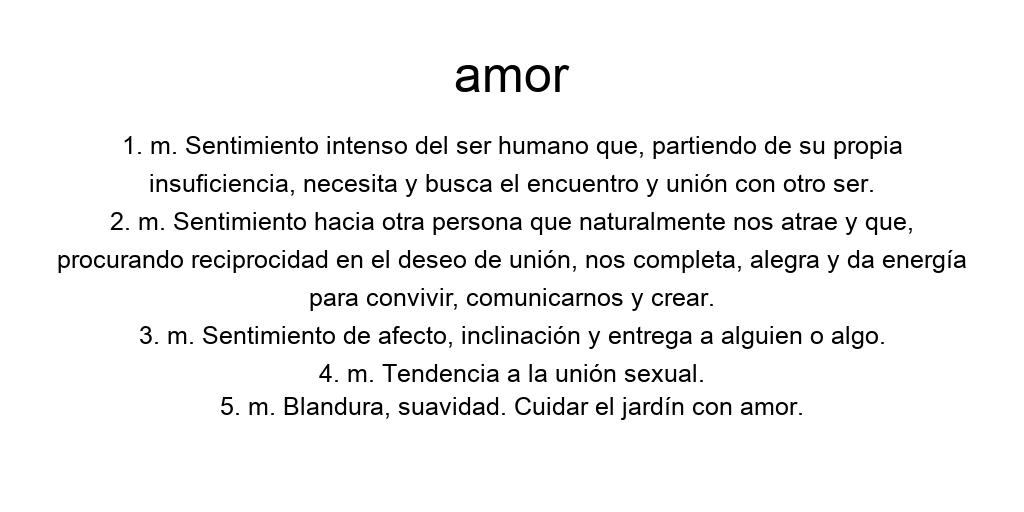 amor
1. m. Sentimiento intenso del ser humano que, partiendo de su propia
insuficiencia, necesita y busca el encuentro y unión con otro ser.
2. m. Sentimiento hacia otra persona que naturalmente nos atrae y que,
procurando reciprocidad en el deseo de unión, nos completa, alegra y da energía
para convivir, comunicarnos y crear.
3. m. Sentimiento de afecto, inclinación y entrega a alguien o algo.
4. m. Tendencia a la unión sexual.
5. m. Blandura, suavidad. Cuidar el jardín con amor.